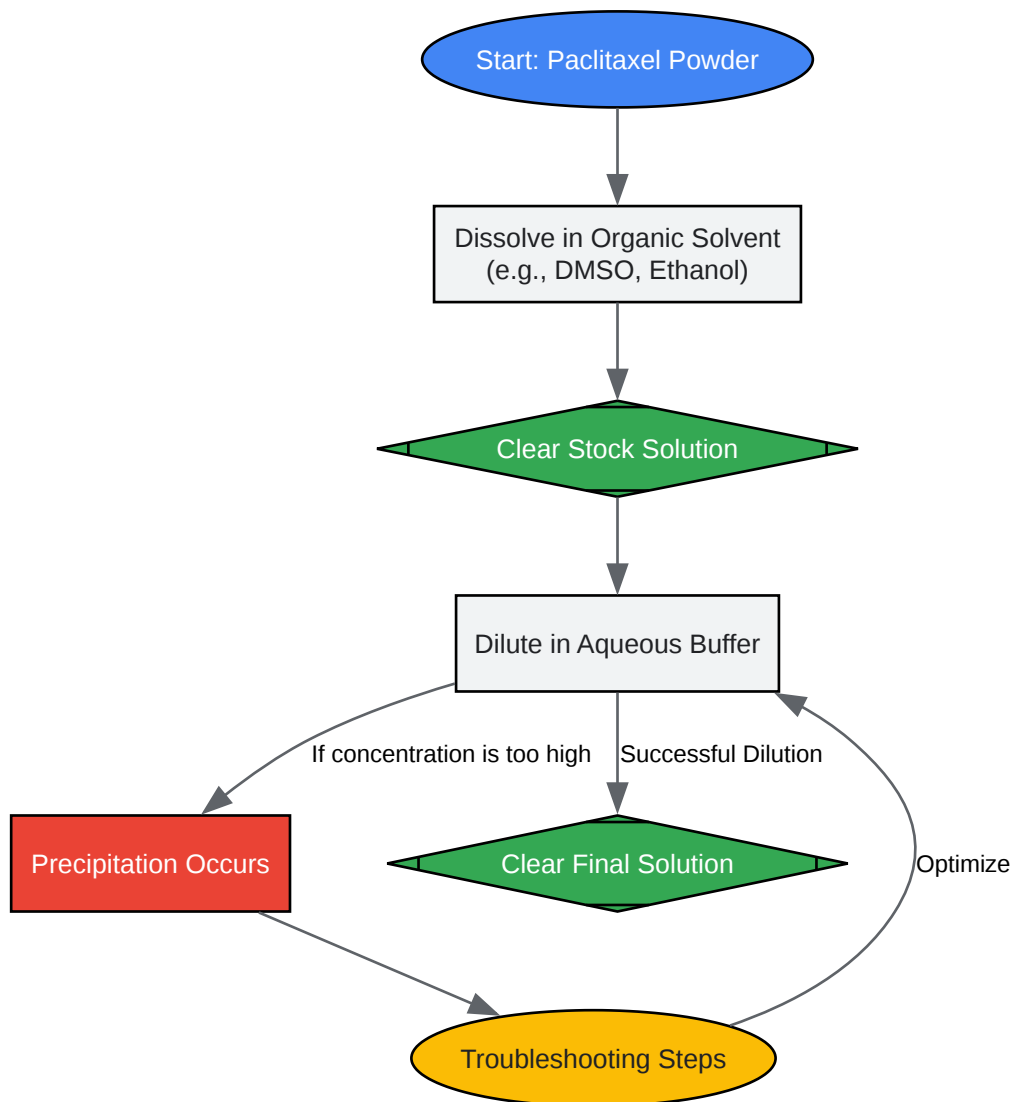 Start: Paclitaxel Powder
Dissolve in Organic Solvent
(e.g., DMSO, Ethanol)
Clear Stock Solution
Dilute in Aqueous Buffer
If concentration is too high
Successful Dilution
Precipitation Occurs
Clear Final Solution
Optimize
Troubleshooting Steps